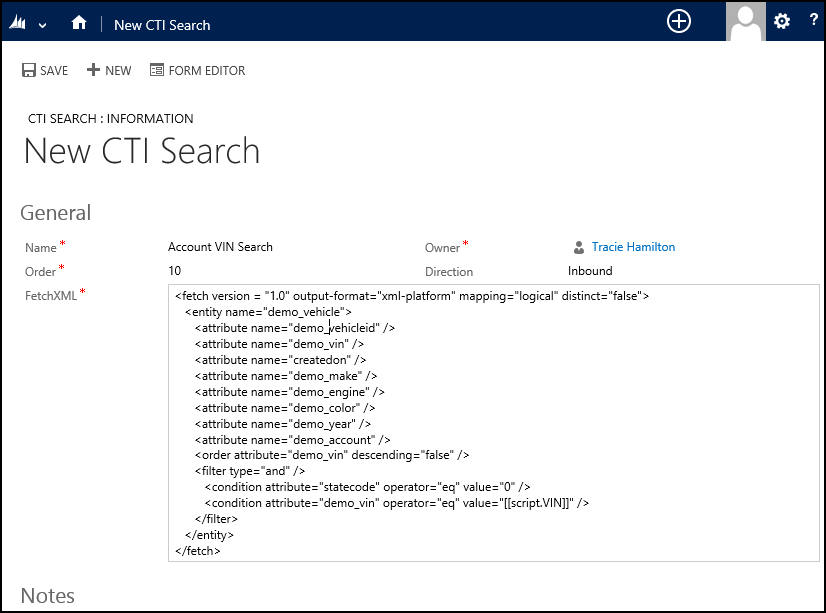 New CTI Search
?
SAVE NEW FORM EDITOR
CTI SEARCH : INFORMATION
New CTI Search
General
Name * Account VIN Search Owner * Tracie Hamilton
Order * 10 Direction Inbound
FetchXML *
<fetch version = "1.0" output-format="xml-platform" mapping="logical" distinct="false">
<entity name="demo_vehicle">
<attribute name="demo_vehicleid" />
<attribute name="demo_vin" />
<attribute name="createdon" />
<attribute name="demo_make" />
<attribute name="demo_engine" />
<attribute name="demo_color" />
<attribute name="demo_year" />
<attribute name="demo_account" />
<order attribute="demo_vin" descending="false" />
<filter type="and" />
<condition attribute="statecode" operator="eq" value="0" />
<condition attribute="demo_vin" operator="eq" value="[[script.VIN]]" />
</filter>
</entity>
</fetch>
Notes